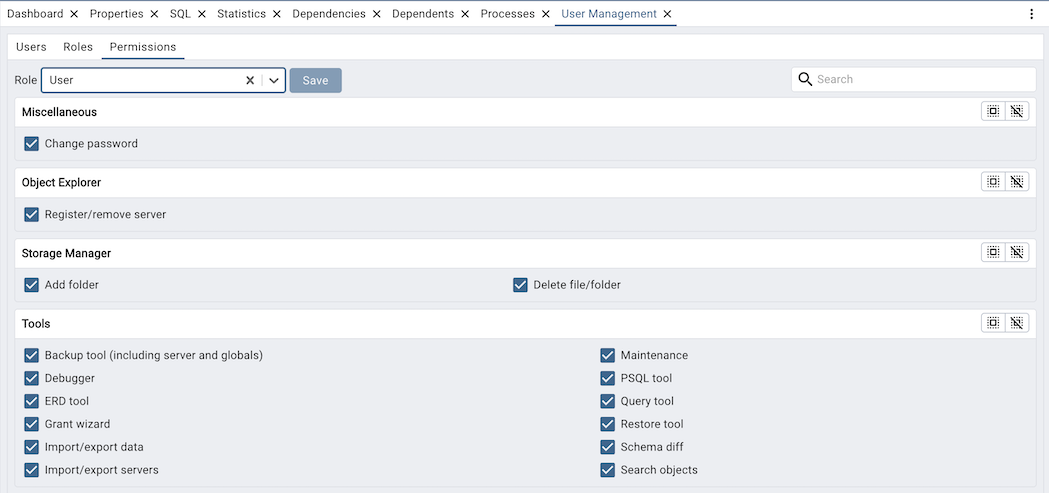 Dashboard Properties SQL Statistics Dependencies Dependents Processes User Management
Users Roles Permissions
Role User Save Search
Miscellaneous
Change password
Object Explorer
Register/remove server
Storage Manager
Add folder Delete file/folder
Tools
Backup tool (including server and globals) Maintenance
Debugger PSQL tool
ERD tool Query tool
Grant wizard Restore tool
Import/export data Schema diff
Import/export servers Search objects